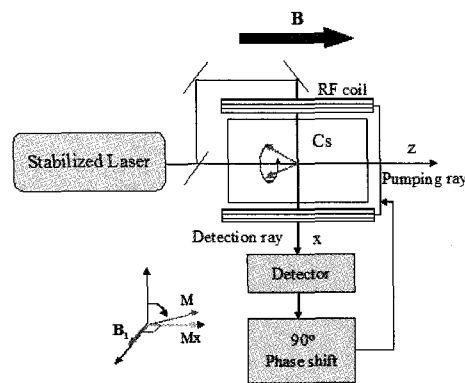 B
RF coil
Cs
Stabilized Laser
z
Pumping ray
Detection ray
x
Detector
M
B1
Mx
90° Phase shift